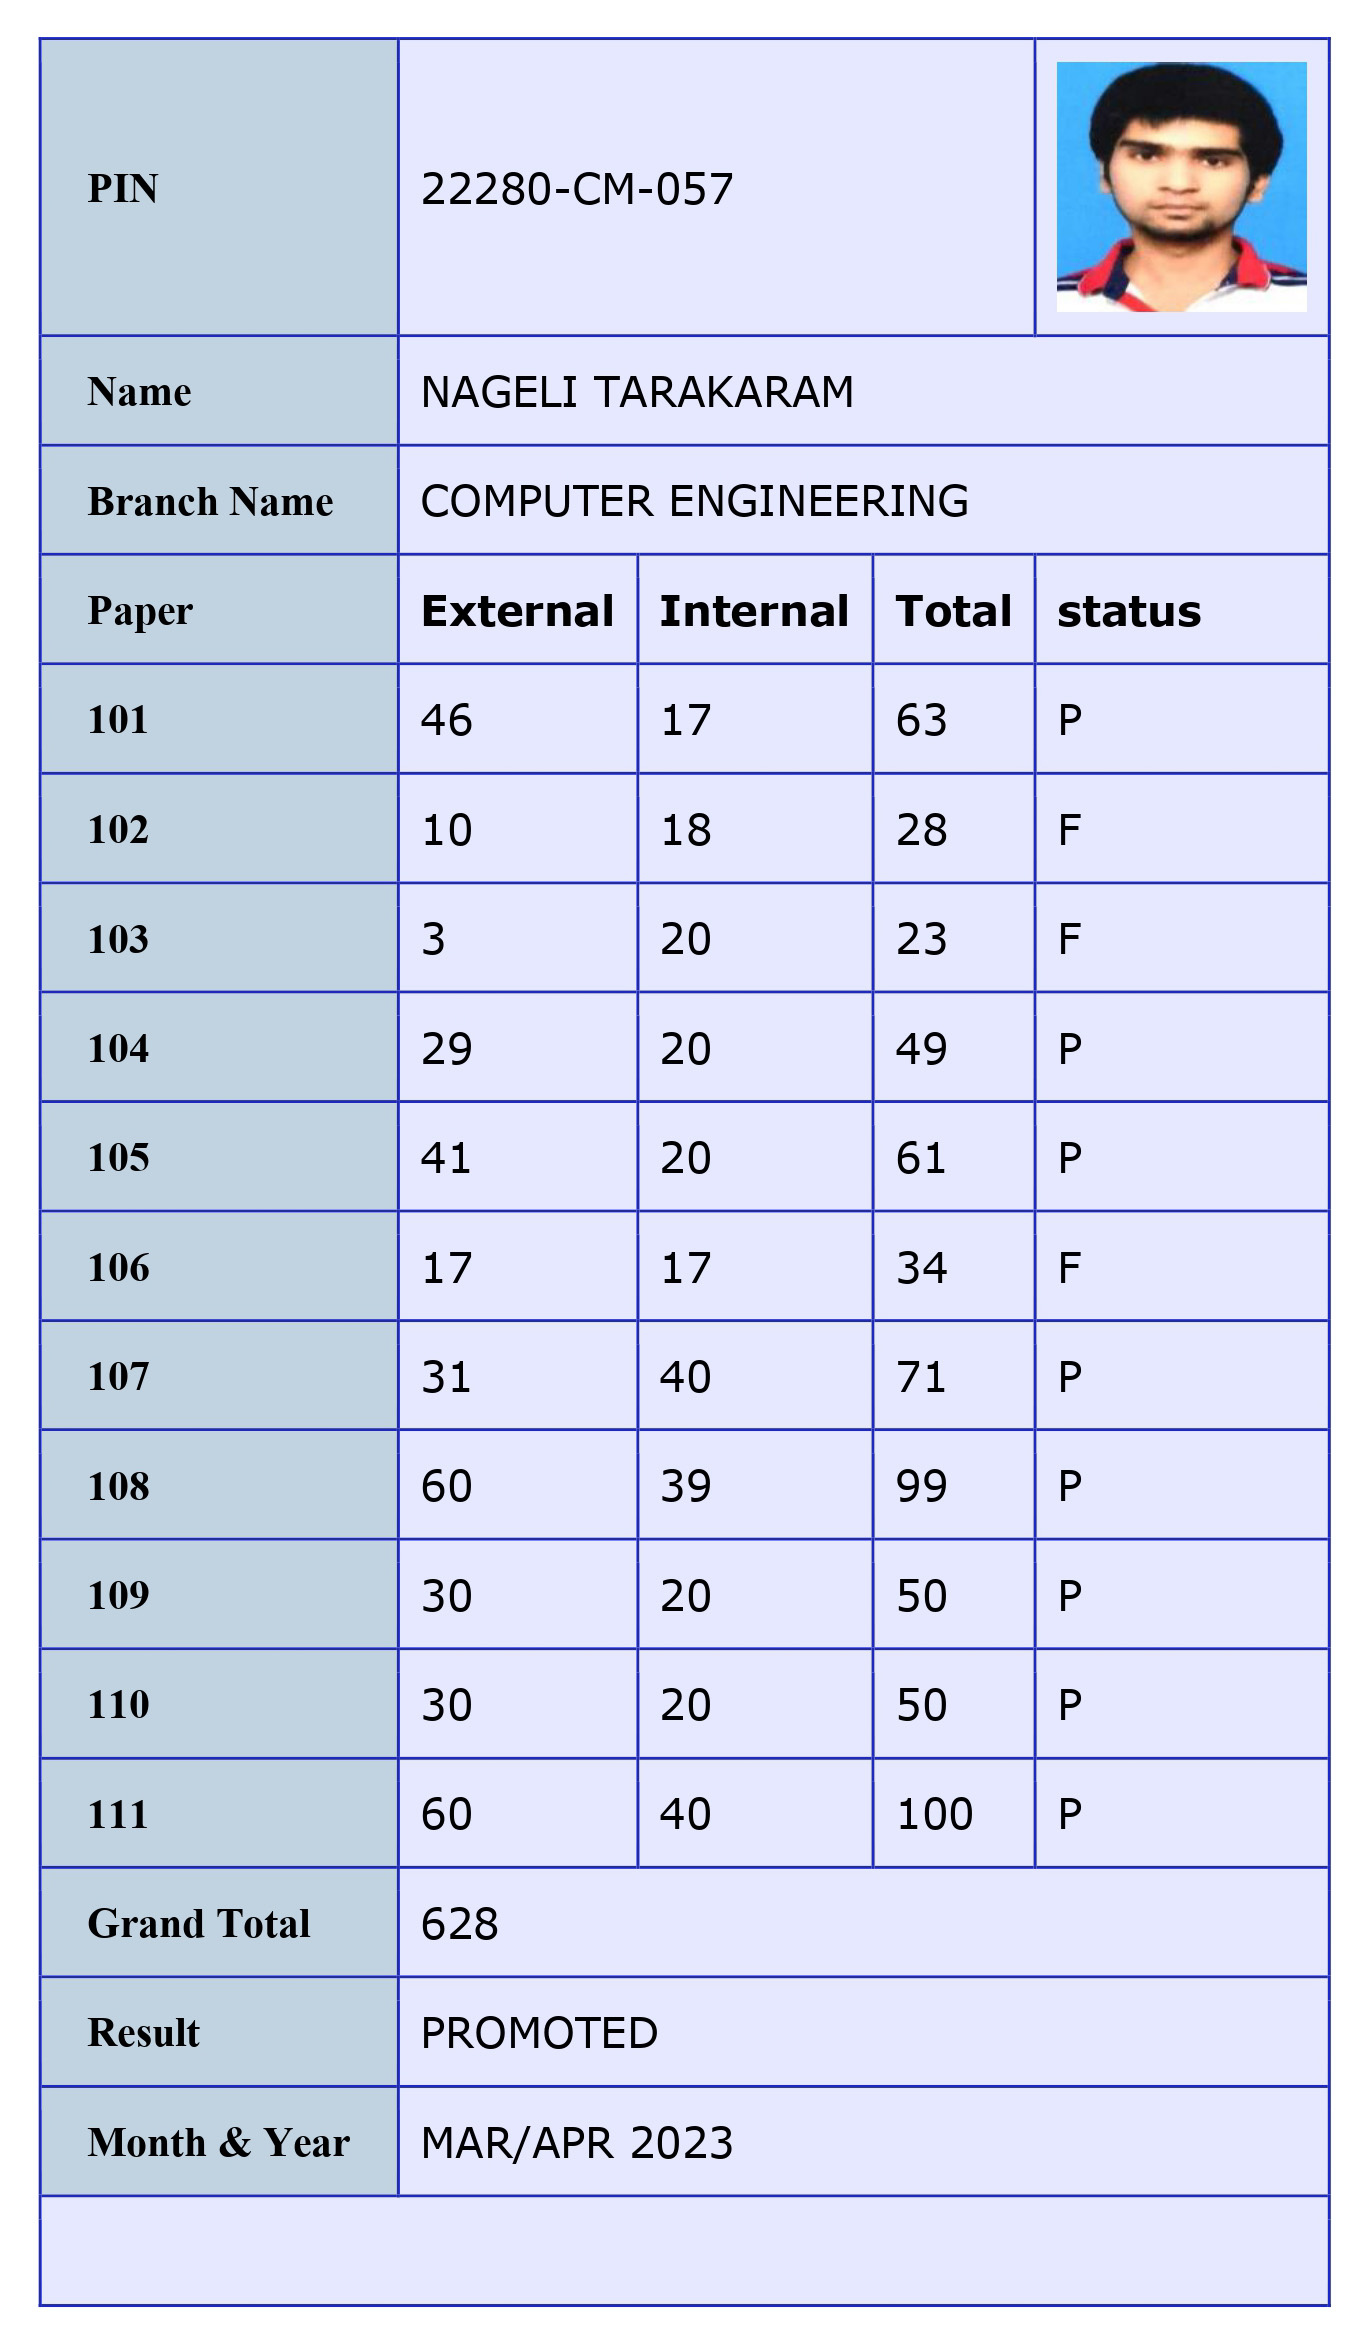 PIN 22280-CM-057
Name NAGELI TARAKARAM
Branch Name COMPUTER ENGINEERING
Paper External Internal Total status
101 46 17 63 P
102 10 18 28 F
103 3 20 23 F
104 29 20 49 P
105 41 20 61 P
106 17 17 34 F
107 31 40 71 P
108 60 39 99 P
109 30 20 50 P
110 30 20 50 P
111 60 40 100 P
Grand Total 628
Result PROMOTED
Month & Year MAR/APR 2023